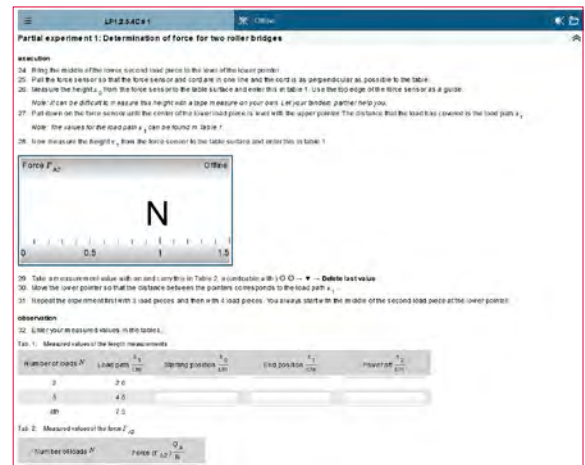 LP1.2.5.4C # 1
Offline
Partial experiment 1: Determination of force for two roller bridges
execution
24. Bring the middle of the lower, second load piece to the level of the lower pointer.
25. Pull the force sensor so that the force sensor and cord are in one line and the cord is as perpendicular as possible to the table.
26. Measure the height s 0 from the force sensor to the table surface and enter this in table 1. Use the top edge of the force sensor as a guide.
Note: It can be difficult to measure this height with a tape measure on your own. Let your tandem partner help you.
27. Pull down on the force sensor until the center of the lower load piece is level with the upper pointer. The distance that the load has covered is the load path s
Note: The values for the load path s can be found in table 1.
28. Now measure the height s 1 from the force sensor to the table surface and enter this in table 1.
Force F A2 Offline
N
0 0.5 1 1.5
29. Take a measurement value with an and carry this in Table 2. → ▼ → Delete last value
30. Move the lower pointer so that the distance between the pointers corresponds to the load path s
31. Repeat the experiment first with 3 load pieces and then with 4 load pieces. You always start with the middle of the second load piece at the lower pointer.
observation
32. Enter your measured values in the tables.
Tab. 1: Measured values of the length measurements
Number of loads N Load path Starting position End position
2
3
Tab. 2: Measured values of the force F A2
Number of loads N Force